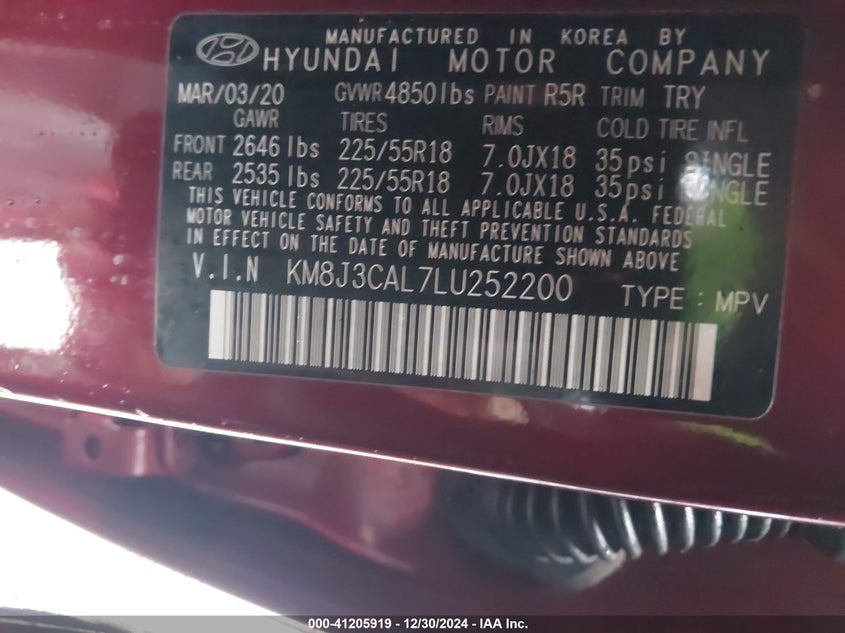 MANUFACTURED IN KOREA BY
HYUNDAI MOTOR COMPANY
MAR/03/20 GVWR 4850lbs PAINT R5R TRIM TRY
GAWR TIRES RIMS COLD TIRE INFL
FRONT 2646 lbs 225/55R18 7.0JX18 35psi SINGLE
REAR 2535 lbs 225/55R18 7.0JX18 35psi SINGLE
THIS VEHICLE CONFORMS TO ALL APPLICABLE U.S.A. FEDERAL
MOTOR VEHICLE SAFETY AND THEFT PREVENTION STANDARDS
IN EFFECT ON THE DATE OF MANUFACTURE SHOWN ABOVE
V.I.N KM8J3CAL7LU252200 TYPE : MPV
000-41205919 - 12/30/2024 - IAA Inc.